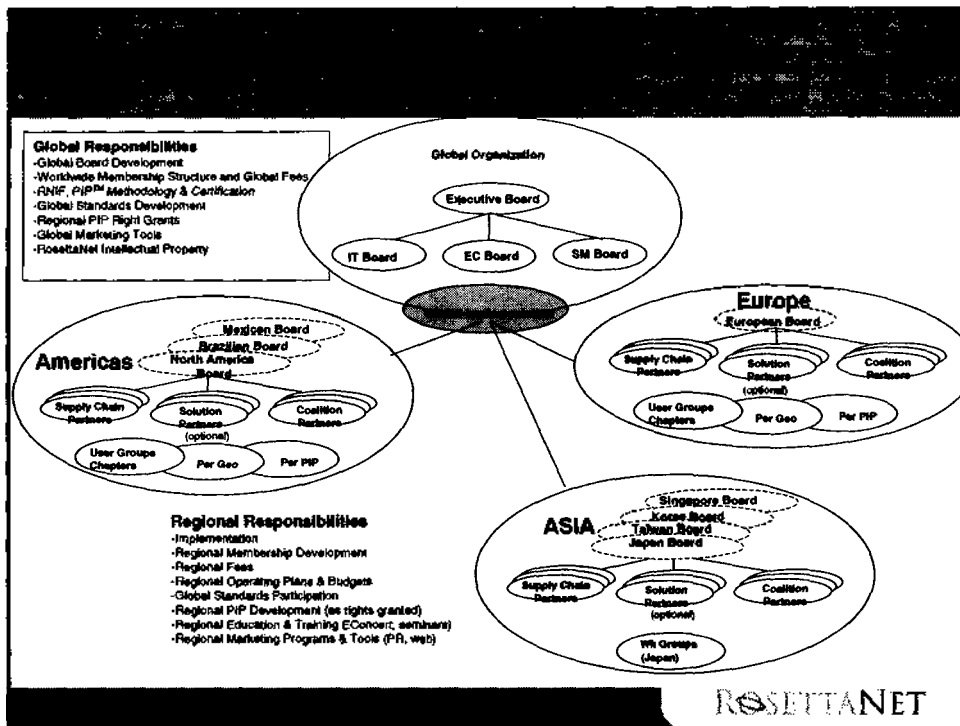 Global Responsibilities
-Global Board Development
-Worldwide Membership Structure and Global Fees
-RNIF, PIP™ Methodology & Certification
-Global Standards Development
-Regional PIP Right Grants
-Global Marketing Tools
-RosettaNet Intellectual Property
Global Organization
Executive Board
IT Board
EC Board
SM Board
Americas
Mexican Board
Brazilian Board
North America
Board
Supply Chain
Partners
Solution
Partners
(optional)
Coalition
Partners
User Groups
Chapters
Per Geo
Per PIP
Europe
European Board
Supply Chain
Partners
Solution
Partners
(optional)
Coalition
Partners
User Groups
Chapters
Per Geo
Per PIP
Regional Responsibilities
-Implementation
-Regional Membership Development
-Regional Fees
-Regional Operating Plans & Budgets
-Global Standards Participation
-Regional PIP Development (as rights granted)
-Regional Education & Training EConcert, seminars)
-Regional Marketing Programs & Tools (PR, web)
ASIA
Singapore Board
Korea Board
Taiwan Board
Japan Board
Supply Chain
Partners
Solution
Partners
(optional)
Coalition
Partners
Wk Groups
(Japan)
ROSETTANET